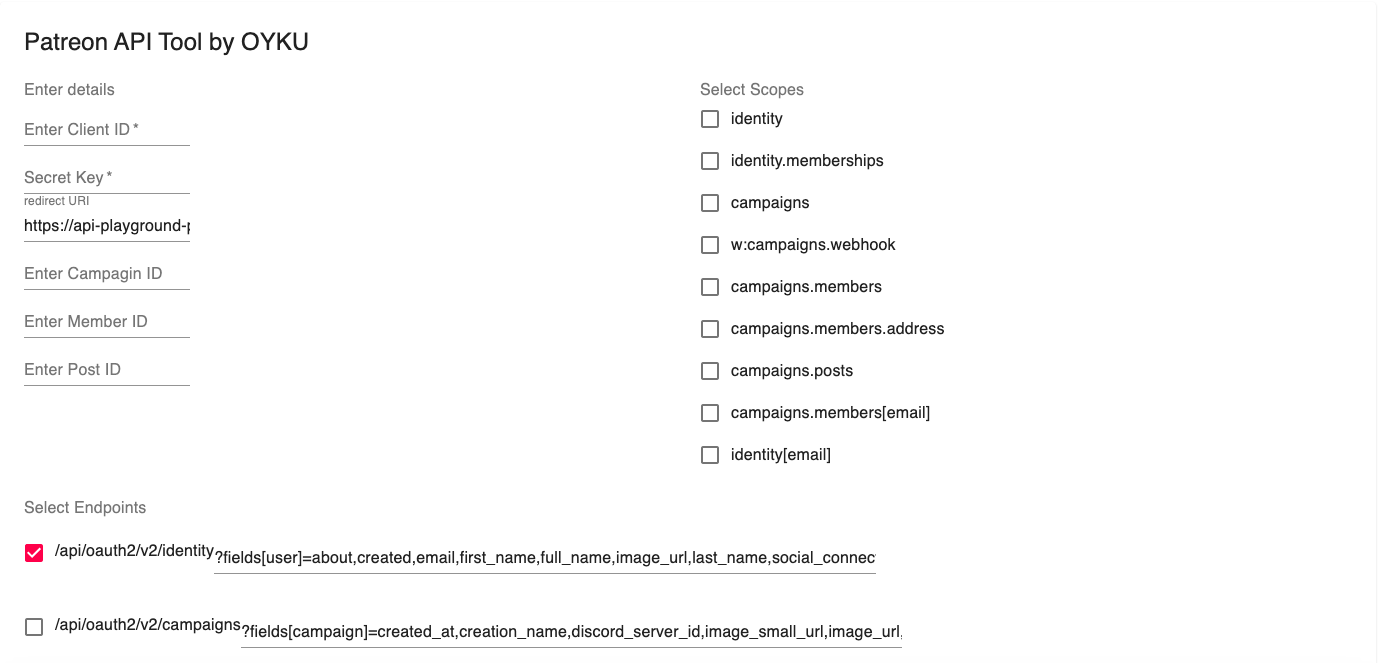 Patreon API Tool by OYKU
Enter details
Enter Client ID *
Secret Key *
redirect URI
https://api-playground-p
Enter Campagin ID
Enter Member ID
Enter Post ID
Select Scopes
identity
identity.memberships
campaigns
w:campaigns.webhook
campaigns.members
campaigns.members.address
campaigns.posts
campaigns.members[email]
identity[email]
Select Endpoints
/api/oauth2/v2/identity ?fields[user]=about,created,email,first_name,full_name,image_url,last_name,social_connec
/api/oauth2/v2/campaigns ?fields[campaign]=created_at,creation_name,discord_server_id,image_small_url,image_url,